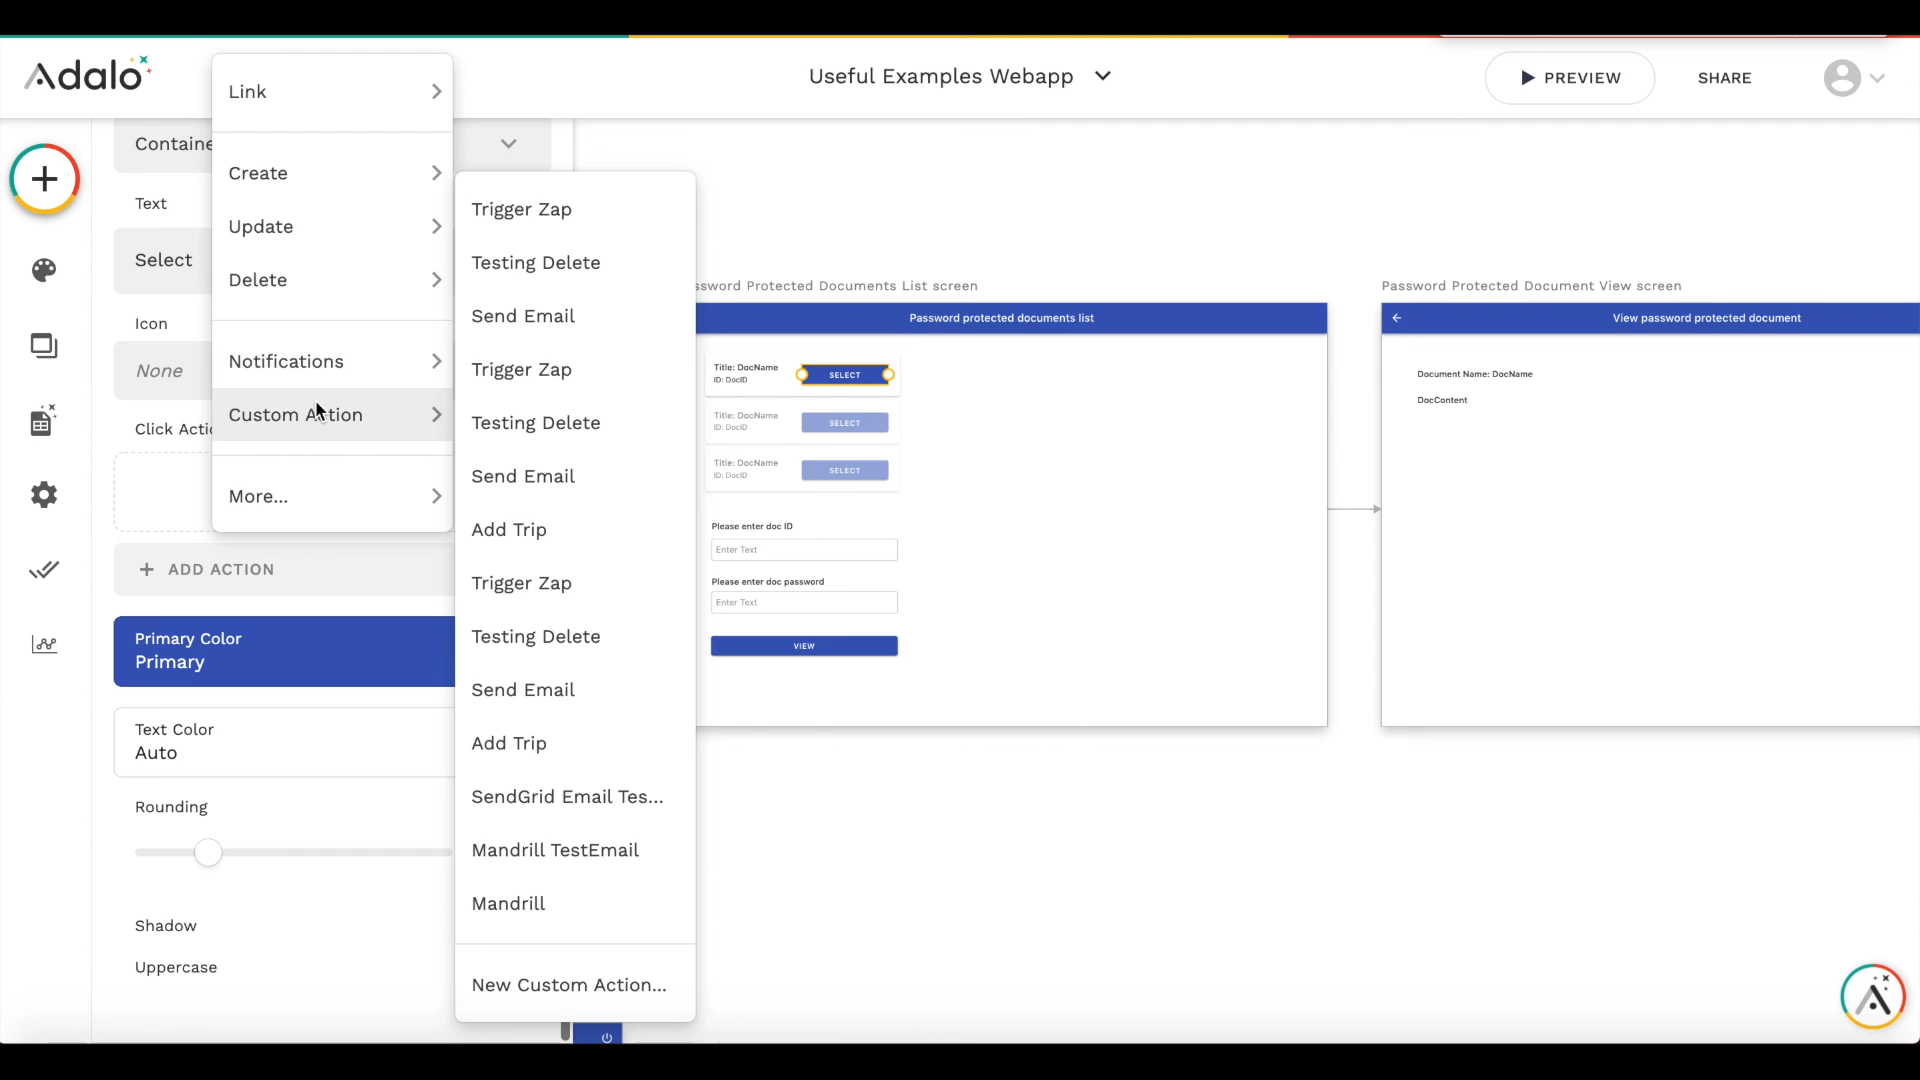 Adalo
Useful Examples Webapp
PREVIEW
SHARE
Link
Create
Update
Delete
Notifications
Custom Action
More...
Text
Select
Icon
None
ADD ACTION
Primary Color
Primary
Text Color
Auto
Rounding
Shadow
Uppercase
Trigger Zap
Testing Delete
Send Email
Trigger Zap
Testing Delete
Send Email
Add Trip
Trigger Zap
Testing Delete
Send Email
Add Trip
SendGrid Email Tes...
Mandrill TestEmail
Mandrill
New Custom Action...
Protected Documents List screen
Password protected documents list
Title: DocName
ID: DocID
SELECT
Title: DocName
ID: DocID
SELECT
Title: DocName
ID: DocID
SELECT
Please enter doc ID
Enter Text
Please enter doc password
Enter Text
VIEW
Password Protected Document View screen
View password protected document
Document Name: DocName
DocContent